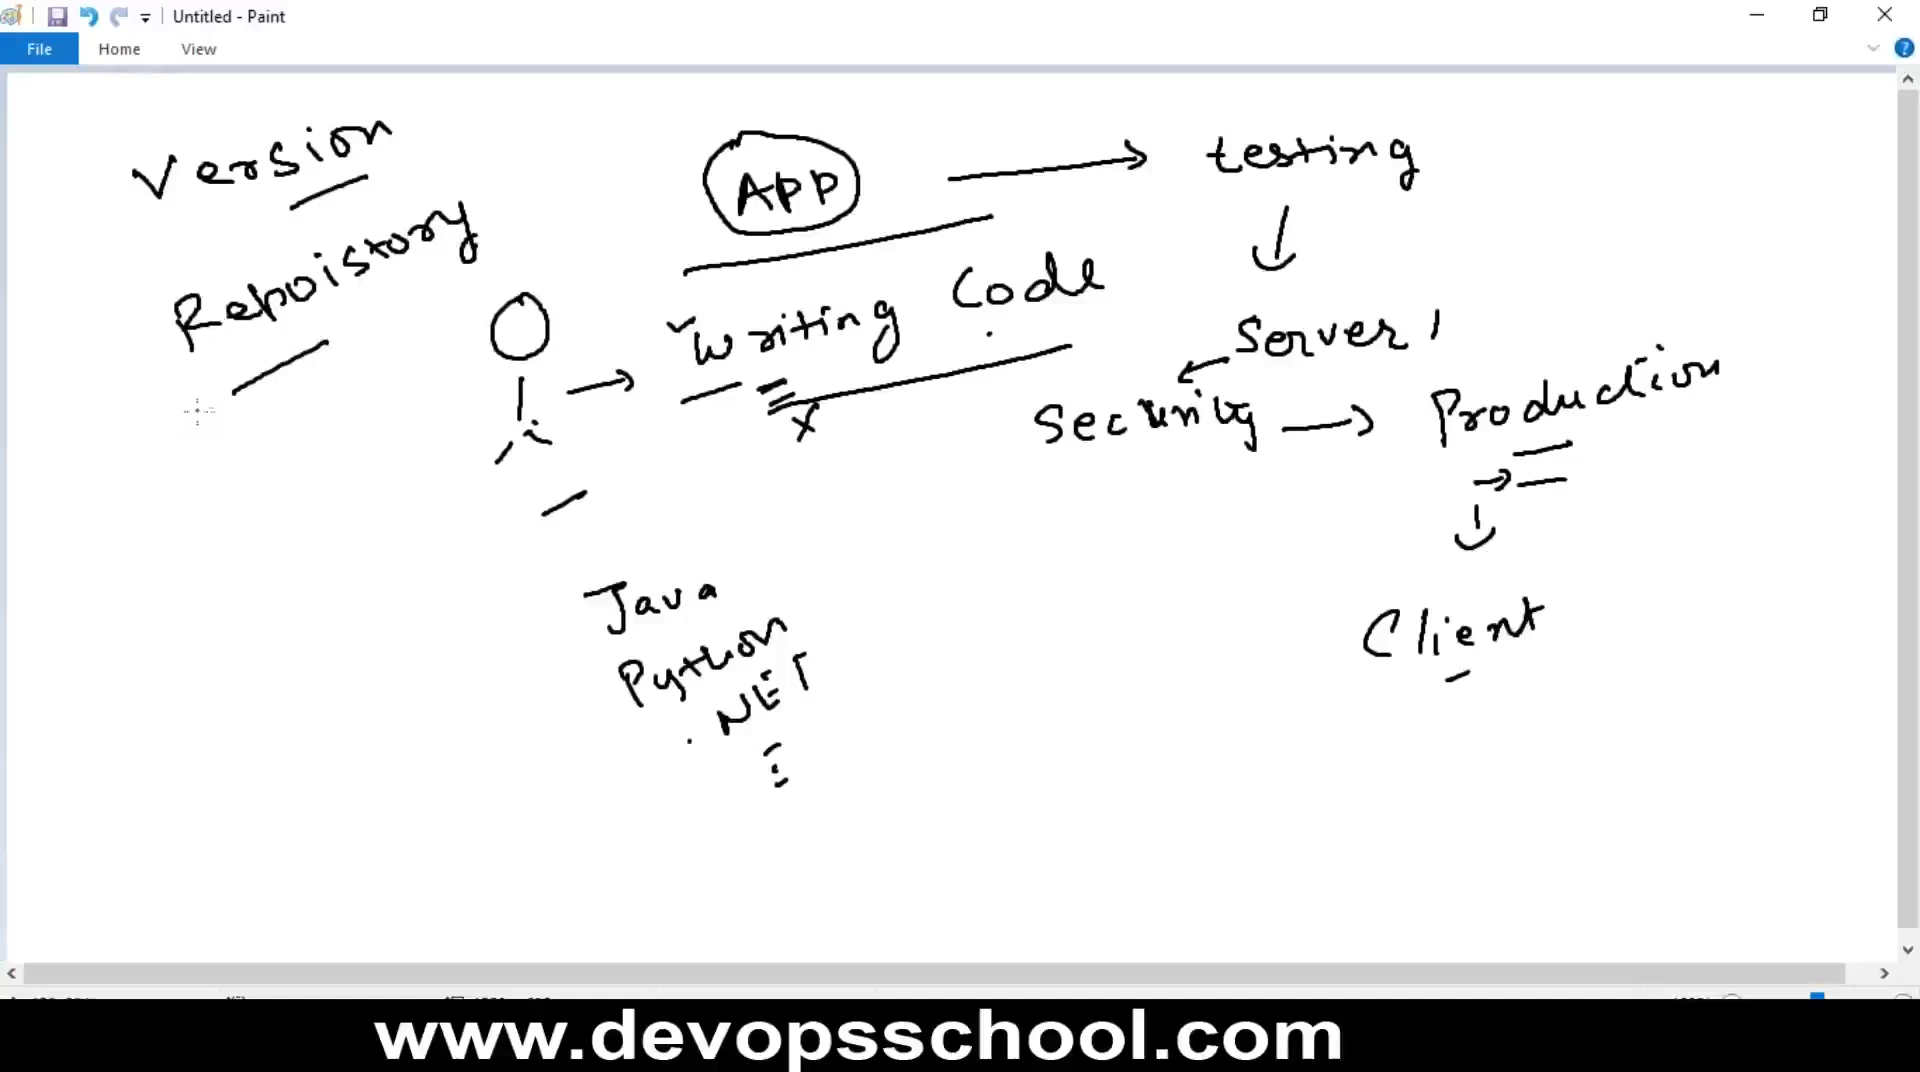 Untitled - Paint
File Home View
Version
Repoistory
APP
testing
Writing Code
Server
Security
Production
Java
Python
.NET
Client
www.devopsschool.com